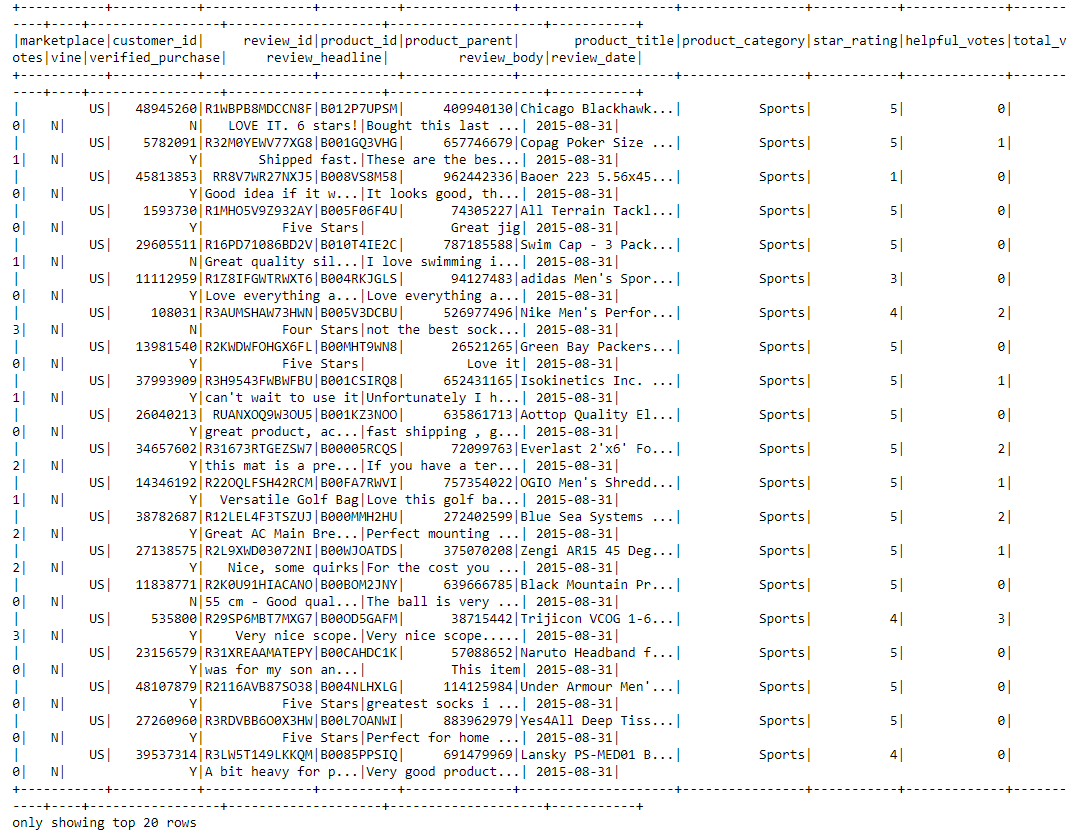 +-----------+-----------+--------------+----------+--------------+--------------------+----------------+-----------+-------------+-------
----+----+-----------------+--------------------+--------------------+-----------+
|marketplace|customer_id|     review_id|product_id|product_parent|       product_title|product_category|star_rating|helpful_votes|total_v
otes|vine|verified_purchase|     review_headline|         review_body|review_date|
+-----------+-----------+--------------+----------+--------------+--------------------+----------------+-----------+-------------+-------
----+----+-----------------+--------------------+--------------------+-----------+
|         US|   48945260|R1WBPB8MDCCN8F|B012P7UPSM|     409940130|Chicago Blackhawk...|          Sports|          5|            0|
0|   N|                N|   LOVE IT. 6 stars!|Bought this last ...| 2015-08-31|
|         US|    5782091|R32M0YEWV77XG8|B001GQ3VHG|     657746679|Copag Poker Size ...|          Sports|          5|            1|
1|   N|                Y|       Shipped fast.|These are the bes...| 2015-08-31|
|         US|   45813853| RR8V7WR27NXJ5|B008VS8M58|     962442336|Baoer 223 5.56x45...|          Sports|          1|            0|
0|   N|                Y|Good idea if it w...|It looks good, th...| 2015-08-31|
|         US|    1593730|R1MHO5V9Z932AY|B005F06F4U|      74305227|All Terrain Tackl...|          Sports|          5|            0|
0|   N|                Y|          Five Stars|           Great jig| 2015-08-31|
|         US|   29605511|R16PD71086BD2V|B010T4IE2C|     787185588|Swim Cap - 3 Pack...|          Sports|          5|            0|
1|   N|                N|Great quality sil...|I love swimming i...| 2015-08-31|
|         US|   11112959|R1Z8IFGWTRWXT6|B004RKJGLS|      94127483|adidas Men's Spor...|          Sports|          3|            0|
0|   N|                Y|Love everything a...|Love everything a...| 2015-08-31|
|         US|     108031|R3AUMSHAW73HWN|B005V3DCBU|     526977496|Nike Men's Perfor...|          Sports|          4|            2|
3|   N|                N|          Four Stars|not the best sock...| 2015-08-31|
|         US|   13981540|R2KWDWFOHGX6FL|B00MHT9WN8|      26521265|Green Bay Packers...|          Sports|          5|            0|
0|   N|                Y|          Five Stars|             Love it| 2015-08-31|
|         US|   37993909|R3H9543FWBWFBU|B001CSIRQ8|     652431165|Isokinetics Inc. ...|          Sports|          5|            1|
1|   N|                Y|can't wait to use it|Unfortunately I h...| 2015-08-31|
|         US|   26040213| RUANXOQ9W3OU5|B001KZ3NOO|     635861713|Aottop Quality El...|          Sports|          5|            0|
0|   N|                Y|great product, ac...|fast shipping , g...| 2015-08-31|
|         US|   34657602|R31673RTGEZSW7|B00005RCQS|      72099763|Everlast 2'x6' Fo...|          Sports|          5|            2|
2|   N|                Y|this mat is a pre...|If you have a ter...| 2015-08-31|
|         US|   14346192|R22OQLFSH42RCM|B00FA7RWVI|     757354022|OGIO Men's Shredd...|          Sports|          5|            1|
1|   N|                Y|  Versatile Golf Bag|Love this golf ba...| 2015-08-31|
|         US|   38782687|R12LEL4F3TSZUJ|B000MMH2HU|     272402599|Blue Sea Systems ...|          Sports|          5|            2|
2|   N|                Y|Great AC Main Bre...|Perfect mounting ...| 2015-08-31|
|         US|   27138575|R2L9XWD03072NI|B00WJOATDS|     375070208|Zengi AR15 45 Deg...|          Sports|          5|            1|
2|   N|                Y|   Nice, some quirks|For the cost you ...| 2015-08-31|
|         US|   11838771|R2K0U91HIACANO|B00BOM2JNY|     639666785|Black Mountain Pr...|          Sports|          5|            0|
0|   N|                N|55 cm - Good qual...|The ball is very ...| 2015-08-31|
|         US|     535800|R29SP6MBT7MXG7|B00OD5GAFM|      38715442|Trijicon VCOG 1-6...|          Sports|          4|            3|
3|   N|                Y|    Very nice scope.|Very nice scope.....| 2015-08-31|
|         US|   23156579|R31XREAAMATEPY|B00CAHDC1K|      57088652|Naruto Headband f...|          Sports|          5|            0|
0|   N|                Y|was for my son an...|           This item| 2015-08-31|
|         US|   48107879|R2116AVB87SO38|B004NLHXLG|     114125984|Under Armour Men'...|          Sports|          5|            0|
0|   N|                Y|          Five Stars|greatest socks i ...| 2015-08-31|
|         US|   27260960|R3RDVBB6O0X3HW|B00L7OANWI|     883962979|Yes4All Deep Tiss...|          Sports|          5|            0|
0|   N|                Y|          Five Stars|Perfect for home ...| 2015-08-31|
|         US|   39537314|R3LW5T149LKKQM|B0085PPSIQ|     691479969|Lansky PS-MED01 B...|          Sports|          4|            0|
0|   N|                Y|A bit heavy for p...|Very good product...| 2015-08-31|
+-----------+-----------+--------------+----------+--------------+--------------------+----------------+-----------+-------------+-------
----+----+-----------------+--------------------+--------------------+-----------+
only showing top 20 rows